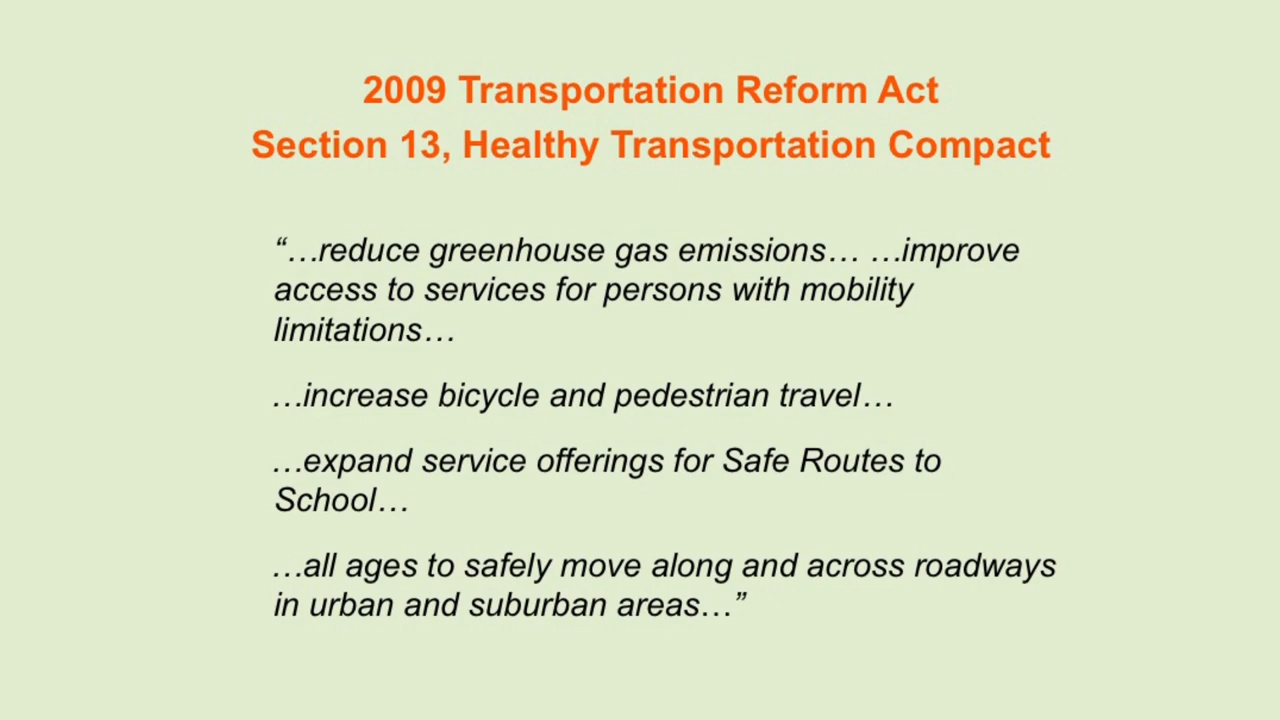 2009 Transportation Reform Act
Section 13, Healthy Transportation Compact
“…reduce greenhouse gas emissions… …improve
access to services for persons with mobility
limitations…
…increase bicycle and pedestrian travel…
…expand service offerings for Safe Routes to
School…
…all ages to safely move along and across roadways
in urban and suburban areas…”